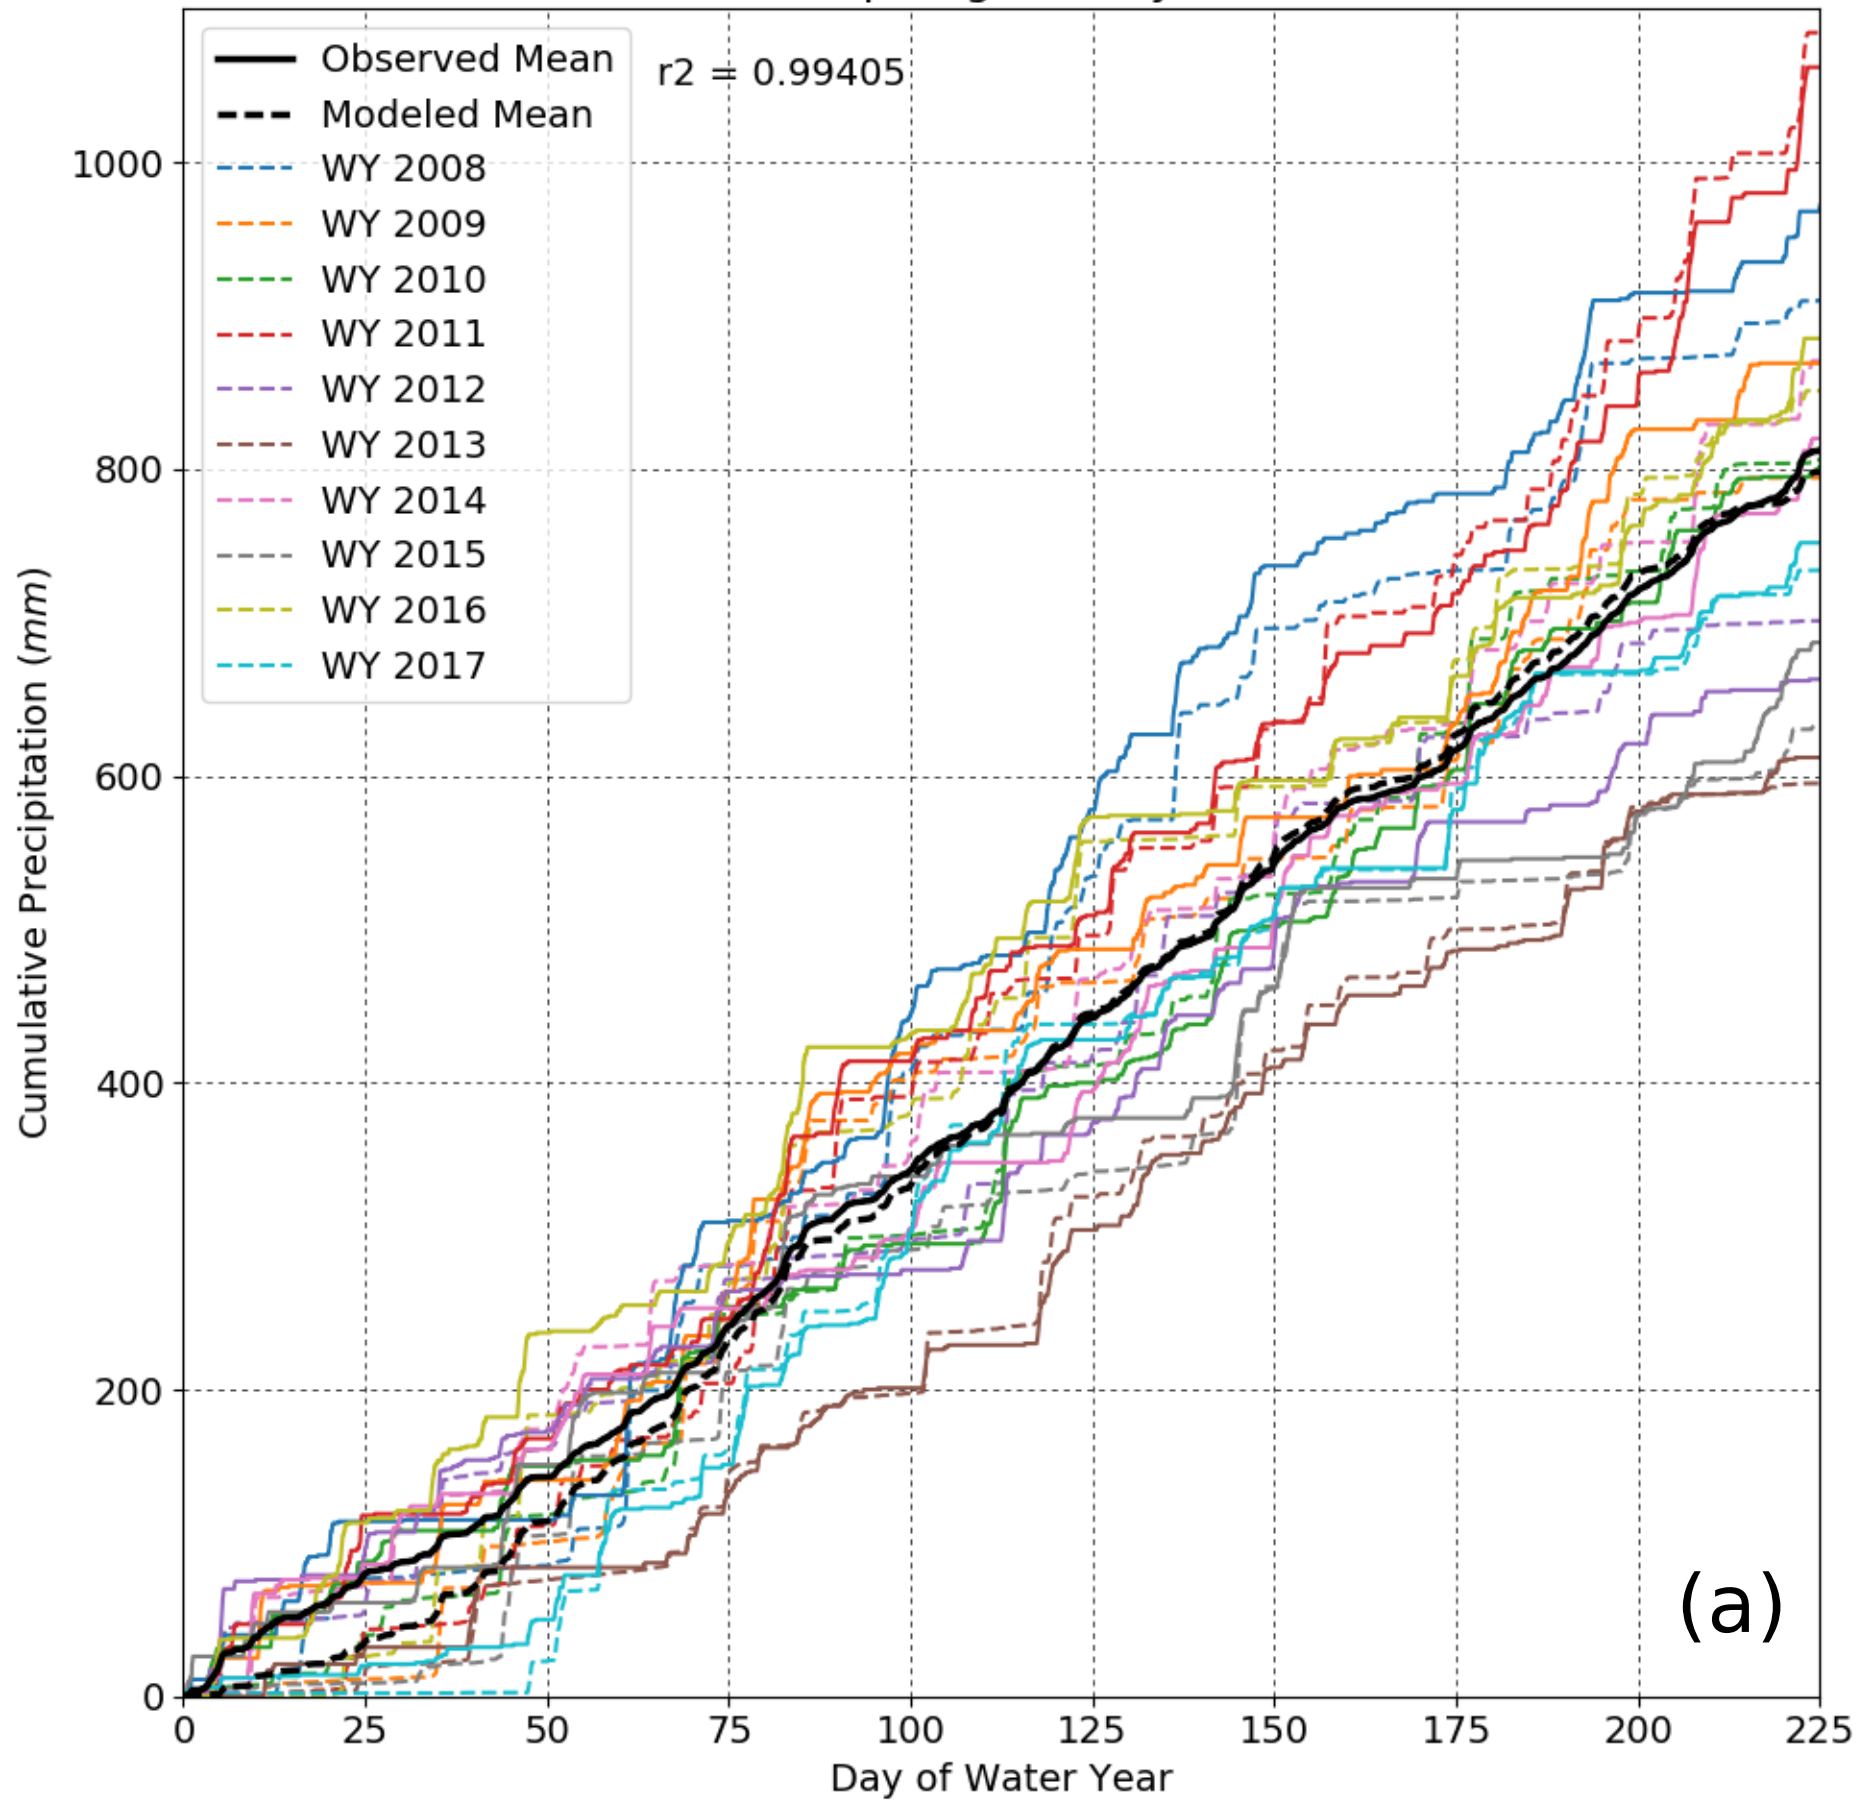 Observed Mean
Modeled Mean
WY 2008
WY 2009
WY 2010
WY 2011
WY 2012
WY 2013
WY 2014
WY 2015
WY 2016
WY 2017
r2 = 0.99405
Cumulative Precipitation (mm)
1000
800
600
400
200
0
(a)
0 25 50 75 100 125 150 175 200 225
Day of Water Year